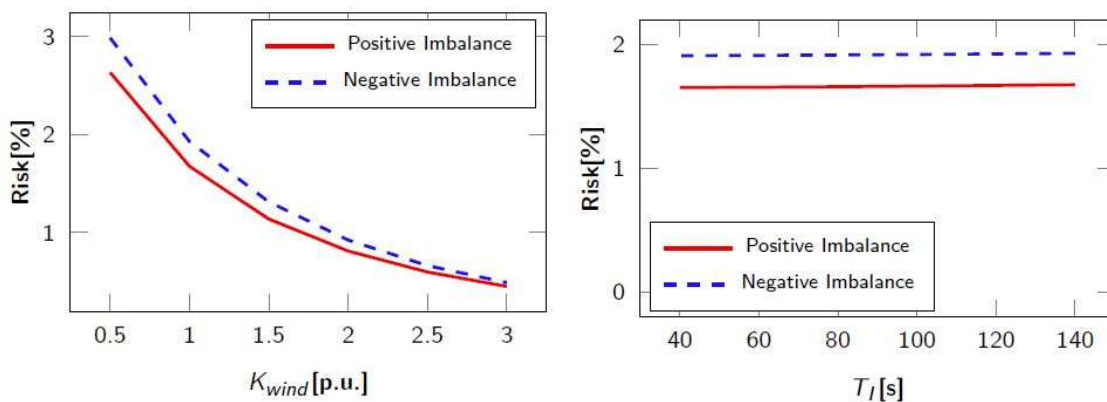 3
2
1
Risk[%]
Positive Imbalance
Negative Imbalance
0.5 1 1.5 2 2.5 3
K_wind [p.u.]
2
1
0
Risk[%]
Positive Imbalance
Negative Imbalance
40 60 80 100 120 140
T_I [s]